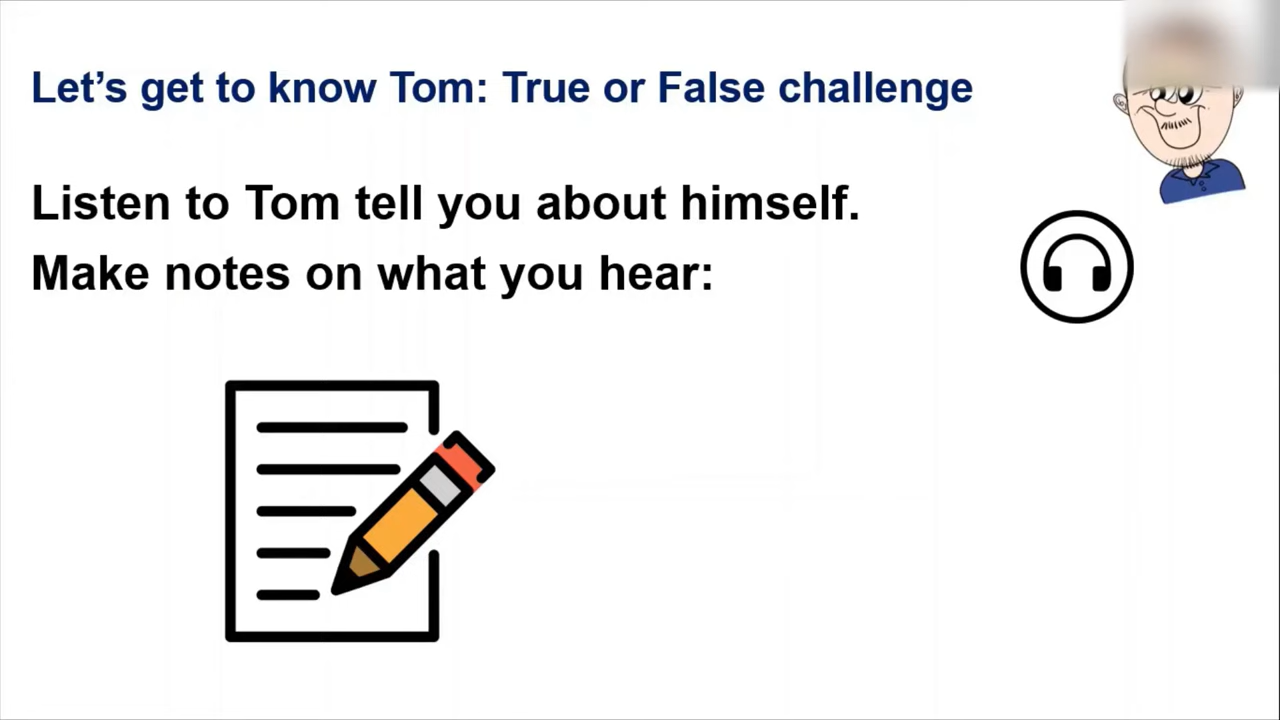 Let’s get to know Tom: True or False challenge
Listen to Tom tell you about himself.
Make notes on what you hear: